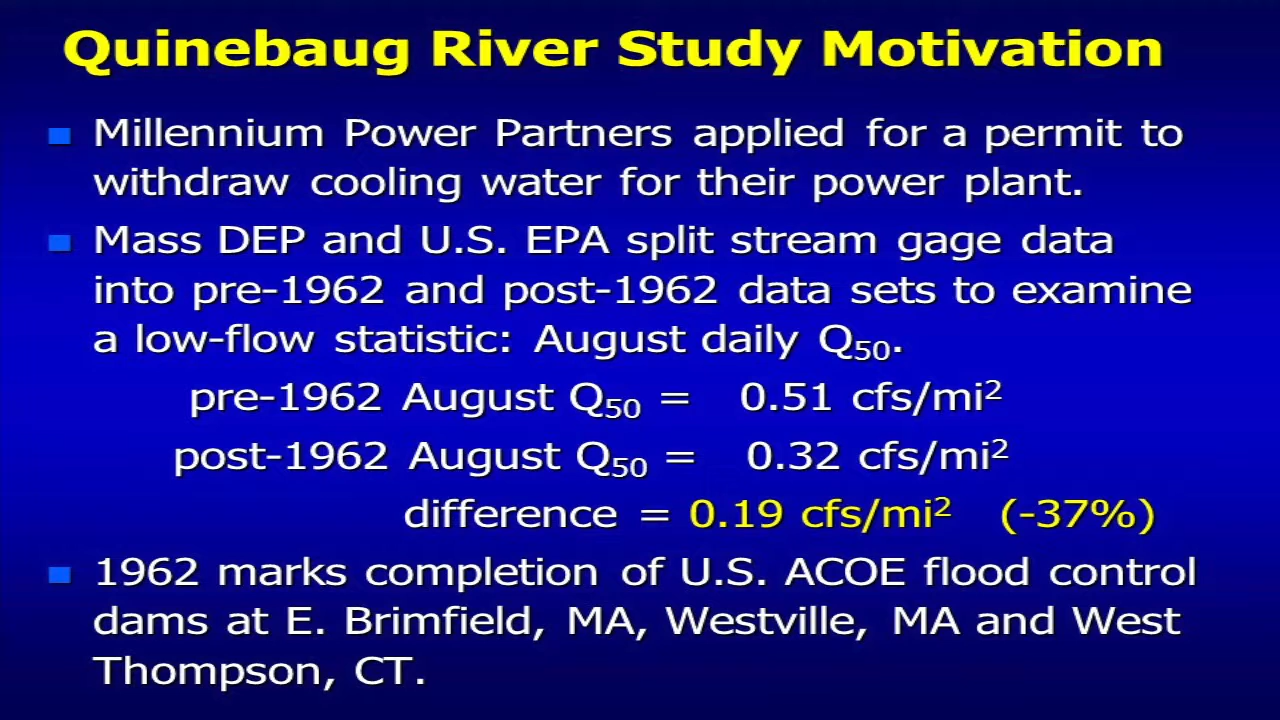 Quinebaug River Study Motivation
Millennium Power Partners applied for a permit to
withdraw cooling water for their power plant.
Mass DEP and U.S. EPA split stream gage data
into pre-1962 and post-1962 data sets to examine
a low-flow statistic: August daily Q₅₀.
pre-1962 August Q₅₀ = 0.51 cfs/mi²
post-1962 August Q₅₀ = 0.32 cfs/mi²
difference = 0.19 cfs/mi² (-37%)
1962 marks completion of U.S. ACOE flood control
dams at E. Brimfield, MA, Westville, MA and West
Thompson, CT.